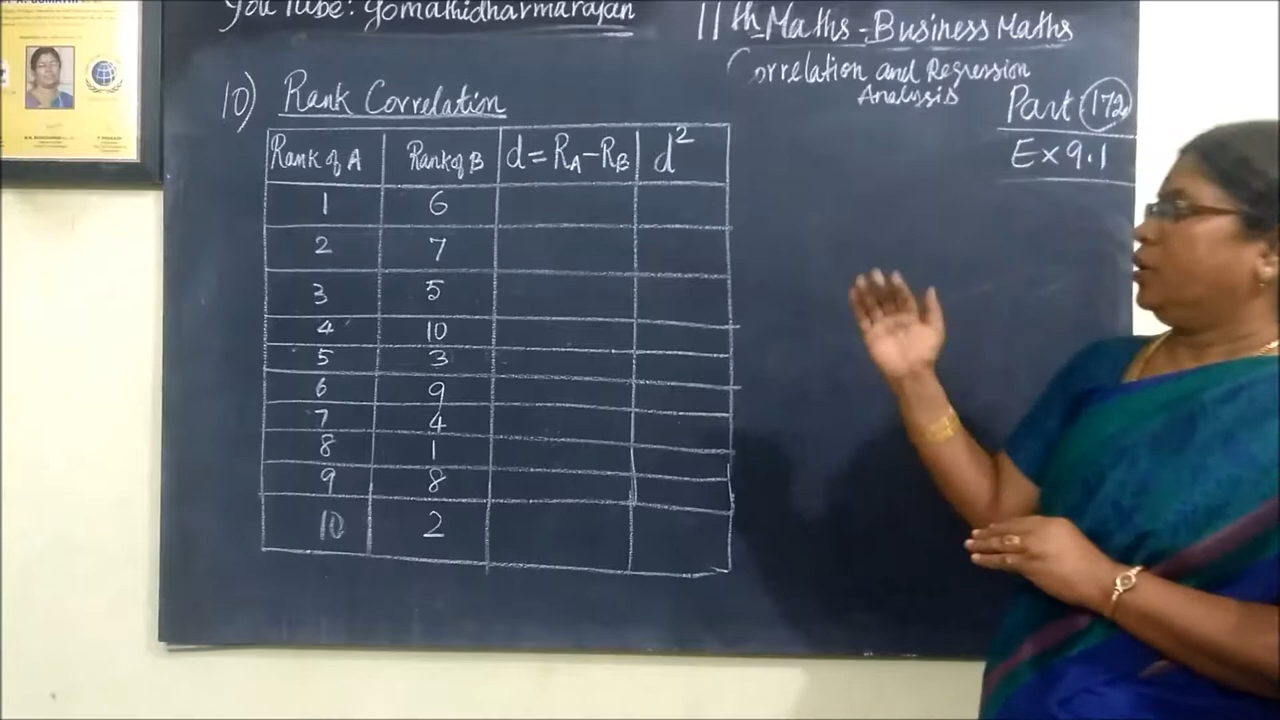 YouTube: gomathidharmarajan
11th Maths - Business Maths
Correlation and Regression
Analysis
Part 172
Ex 9.1
10) Rank Correlation
Rank of A Rank of B d = R_A - R_B d²
1 6
2 7
3 5
4 10
5 3
6 9
7 4
8 1
9 8
10 2